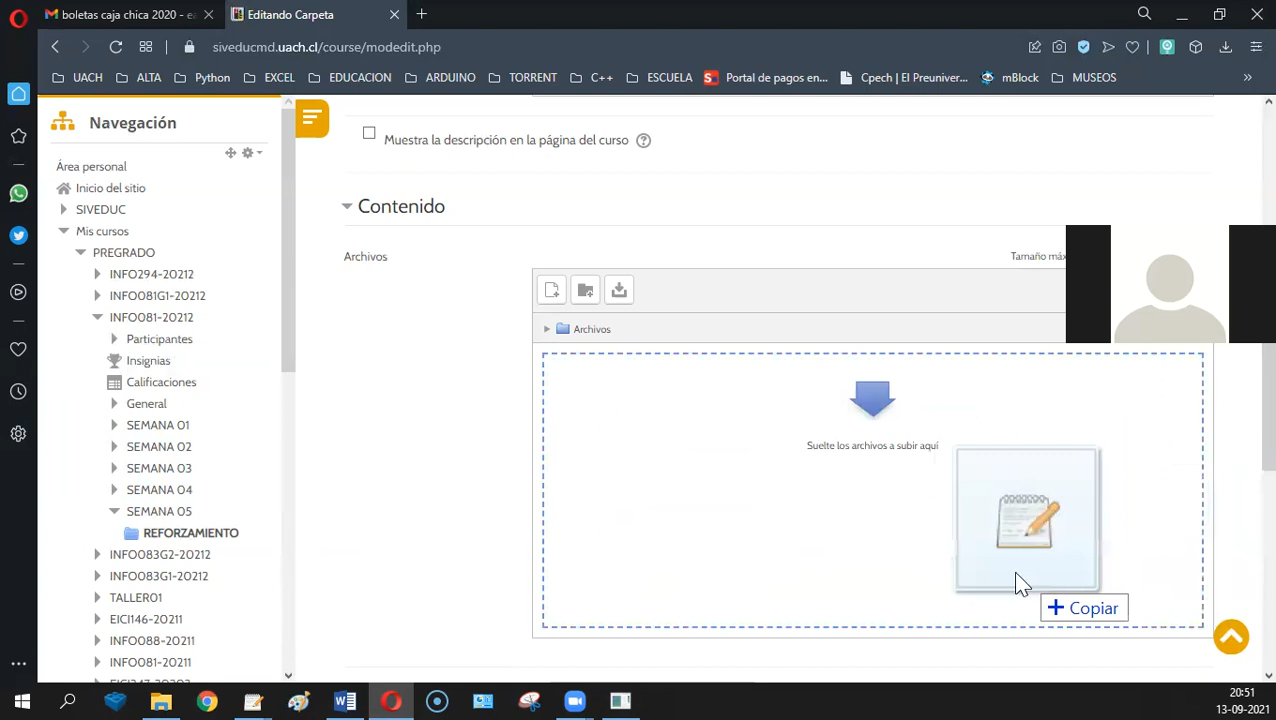 boletas caja chica 2020 - ea
Editando Carpeta
siveducmd.uach.cl/course/modedit.php
UACH
ALTA
Python
EXCEL
EDUCACION
ARDUINO
TORRENT
C++
ESCUELA
Portal de pagos en...
Cpech | El Preuniver...
mBlock
MUSEOS
»
Navegación
Área personal
Inicio del sitio
SIVEDUC
Mis cursos
PREGRADO
INFO294-20212
INFO081G1-20212
INFO081-20212
Participantes
Insignias
Calificaciones
General
SEMANA 01
SEMANA 02
SEMANA 03
SEMANA 04
SEMANA 05
REFORZAMIENTO
INFO083G2-20212
INFO083G1-20212
TALLER01
EICI146-20211
INFO088-20211
INFO081-20211
Muestra la descripción en la página del curso
Contenido
Archivos
Tamaño máx
Archivos
Suelte los archivos a subir aquí
Copiar
20:51
13-09-2021